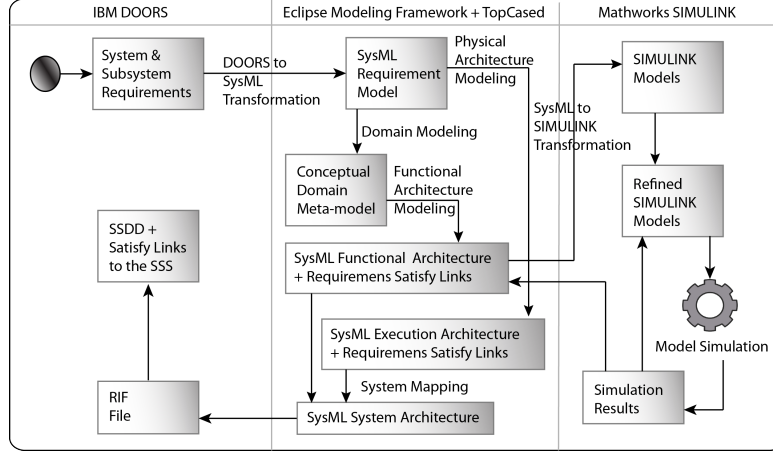 IBM DOORS
Eclipse Modeling Framework + TopCased
Mathworks SIMULINK
System &
Subsystem
Requirements
DOORS to
SysML
Transformation
SysML
Requirement
Model
Physical
Architecture
Modeling
SysML to
SIMULINK
Transformation
SIMULINK
Models
Domain Modeling
Conceptual
Domain
Meta-model
Functional
Architecture
Modeling
Refined
SIMULINK
Models
SSDD +
Satisfy Links
to the SSS
SysML Functional Architecture
+ Requiremens Satisfy Links
SysML Execution Architecture
+ Requiremens Satisfy Links
Model Simulation
System Mapping
Simulation
Results
RIF
File
SysML System Architecture